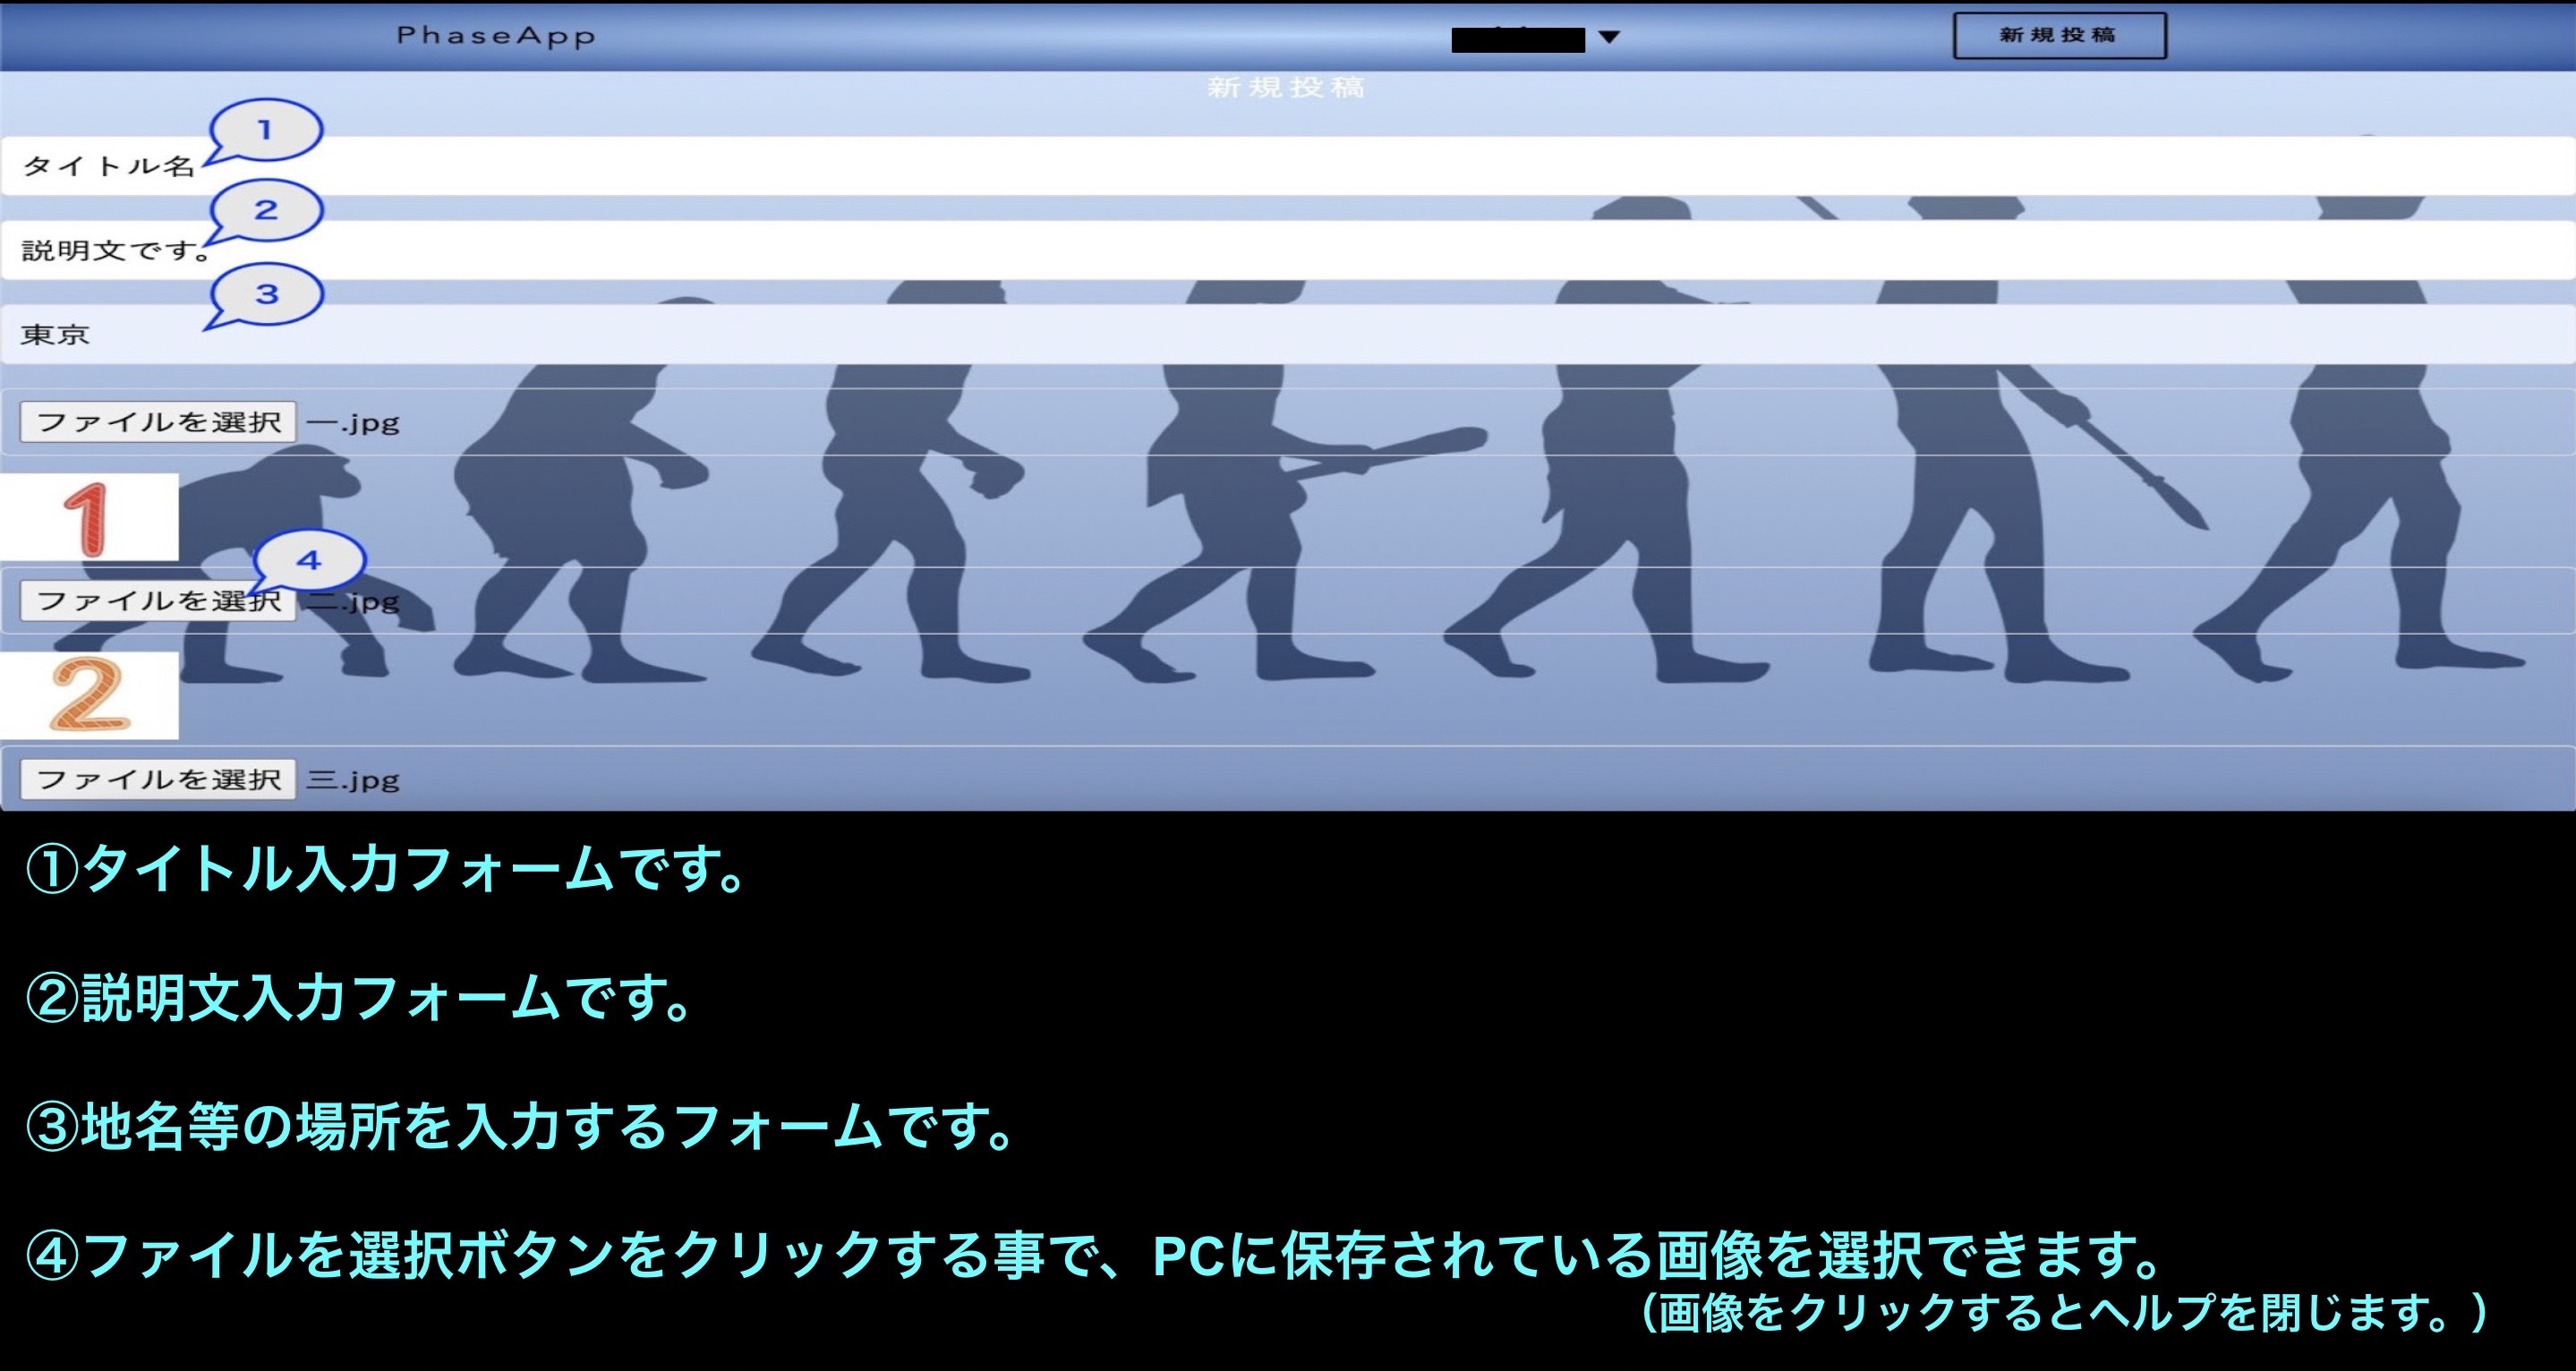 PhaseApp ▼ 新規投稿
新規投稿
1
タイトル名
2
説明文です。
3
東京
ファイルを選択 一.jpg
1
4
ファイルを選択 二.jpg
2
ファイルを選択 三.jpg
①タイトル入力フォームです。
②説明文入力フォームです。
③地名等の場所を入力するフォームです。
④ファイルを選択ボタンをクリックする事で、PCに保存されている画像を選択できます。
（画像をクリックするとヘルプを閉じます。）